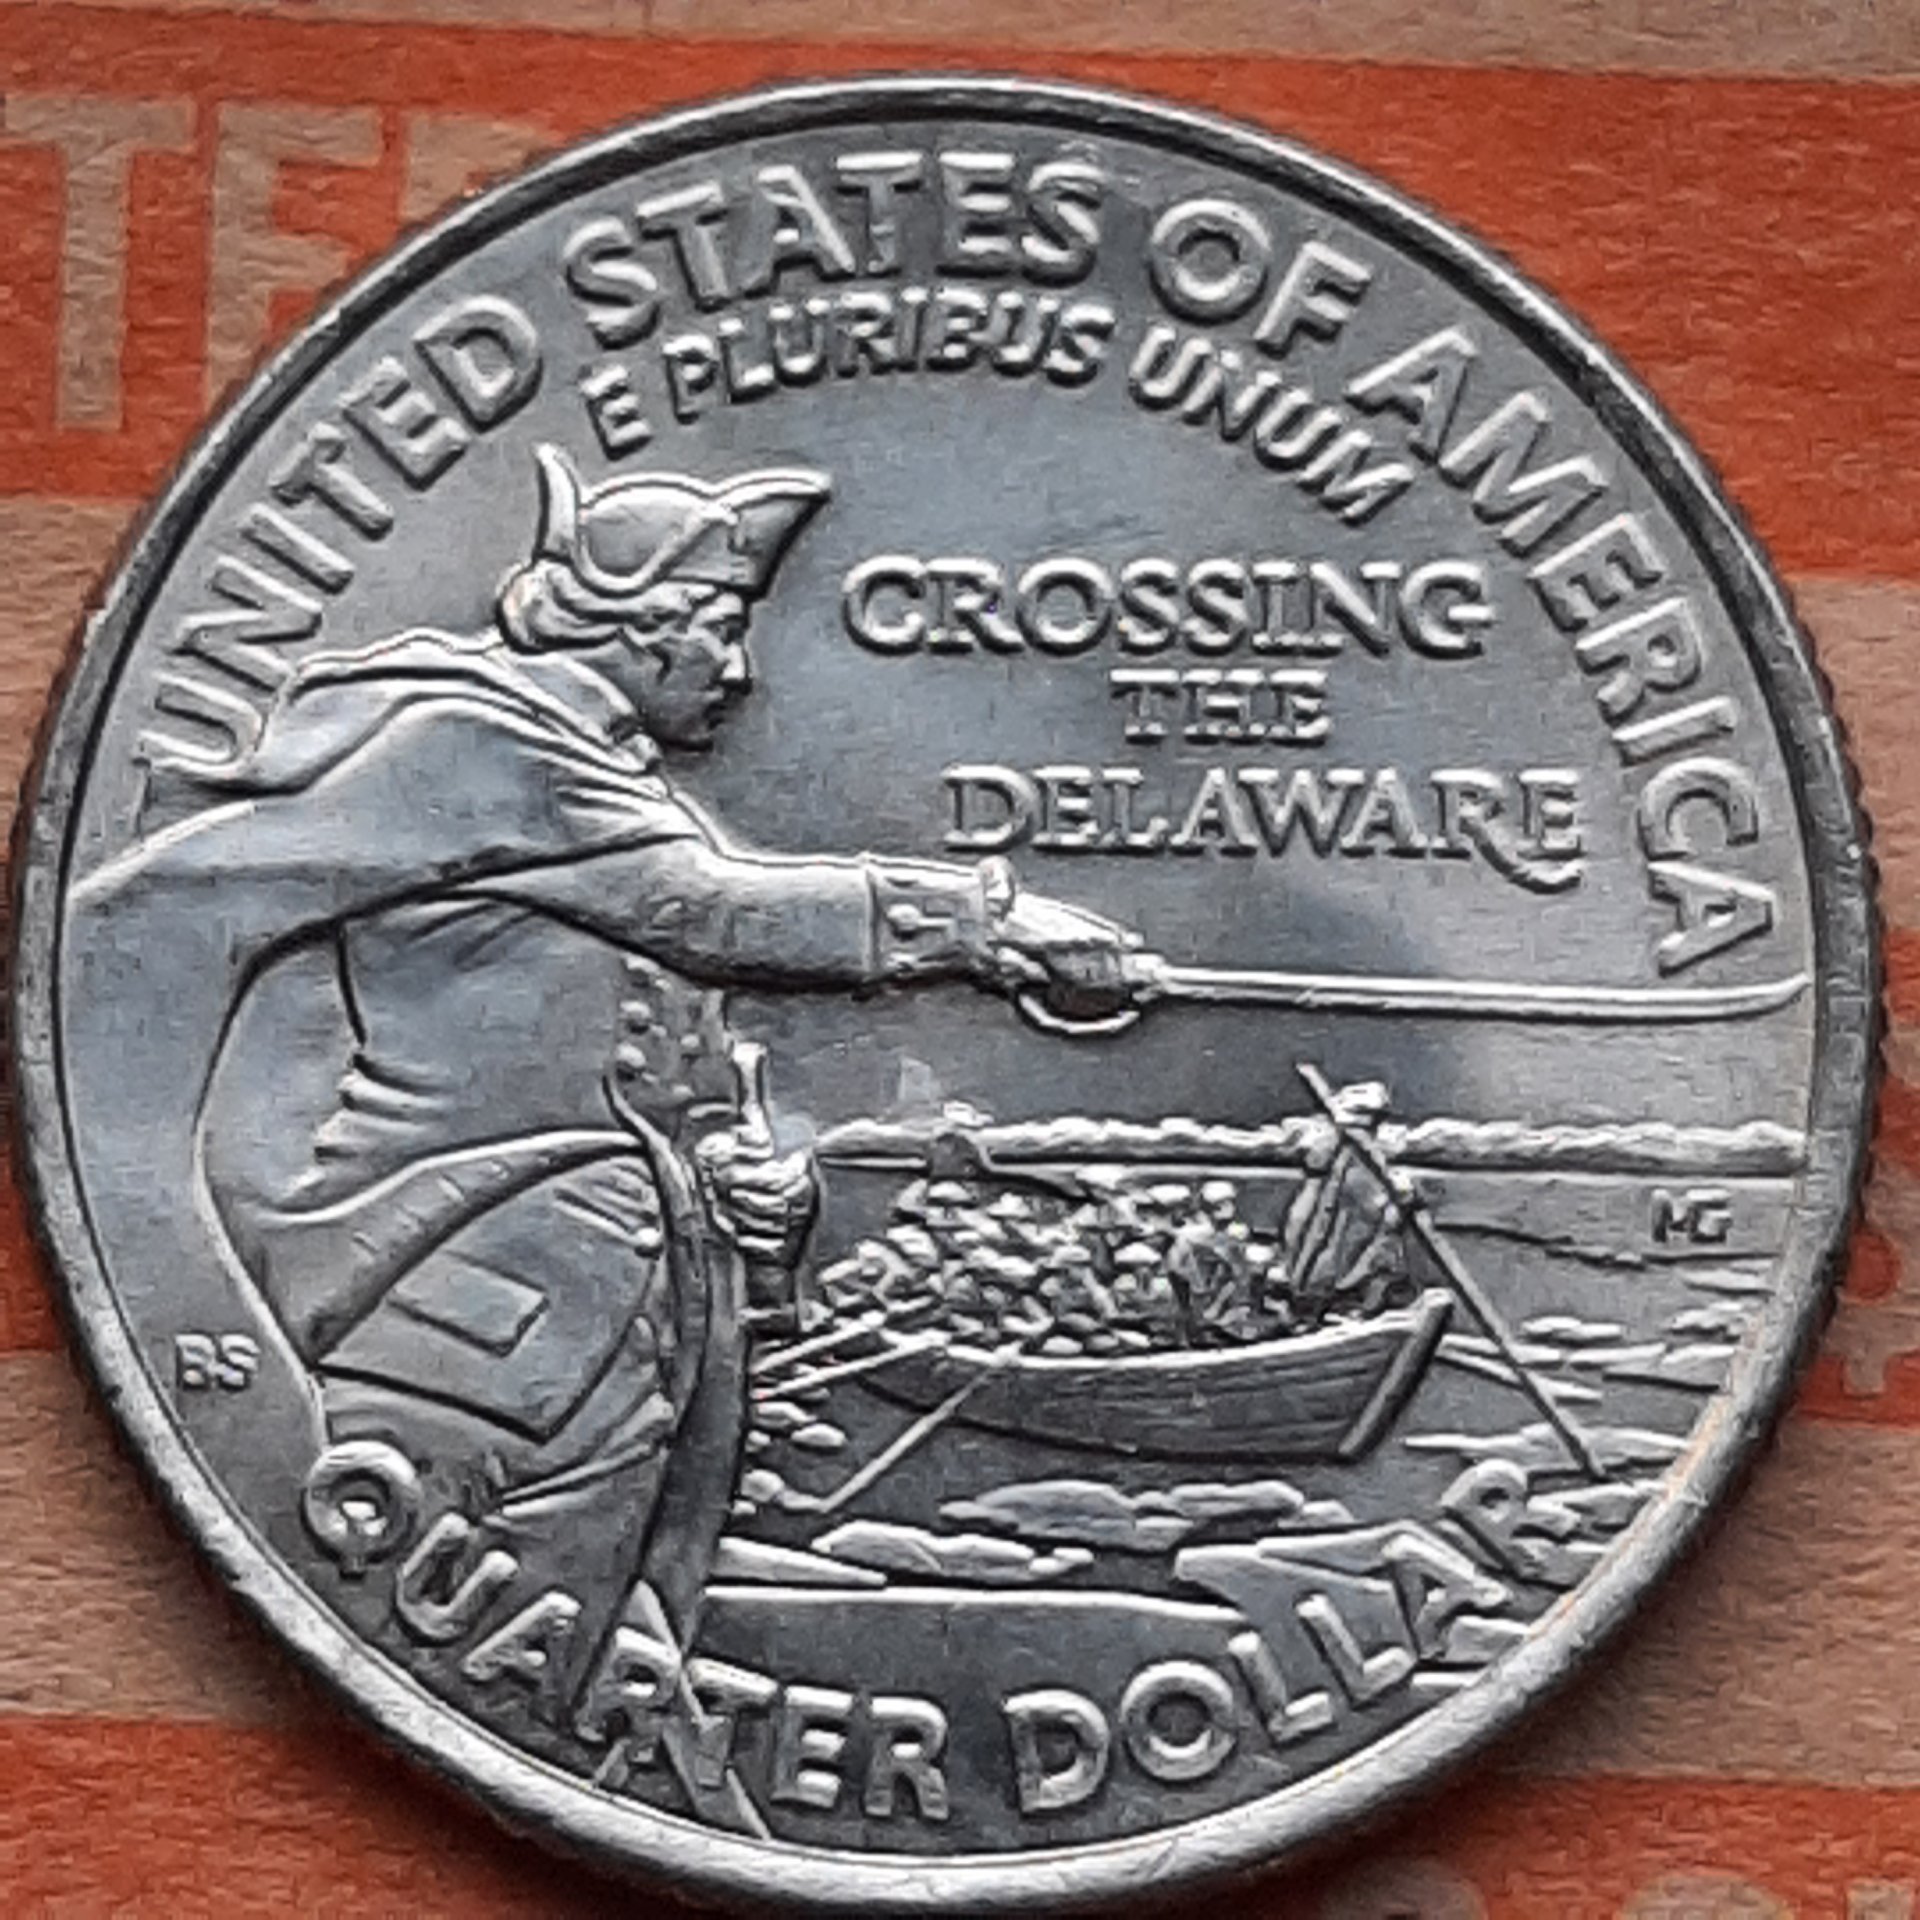 UNITED STATES OF AMERICA
E PLURIBUS UNUM
CROSSING
THE
DELAWARE
MG
BS
QUARTER DOLLAR